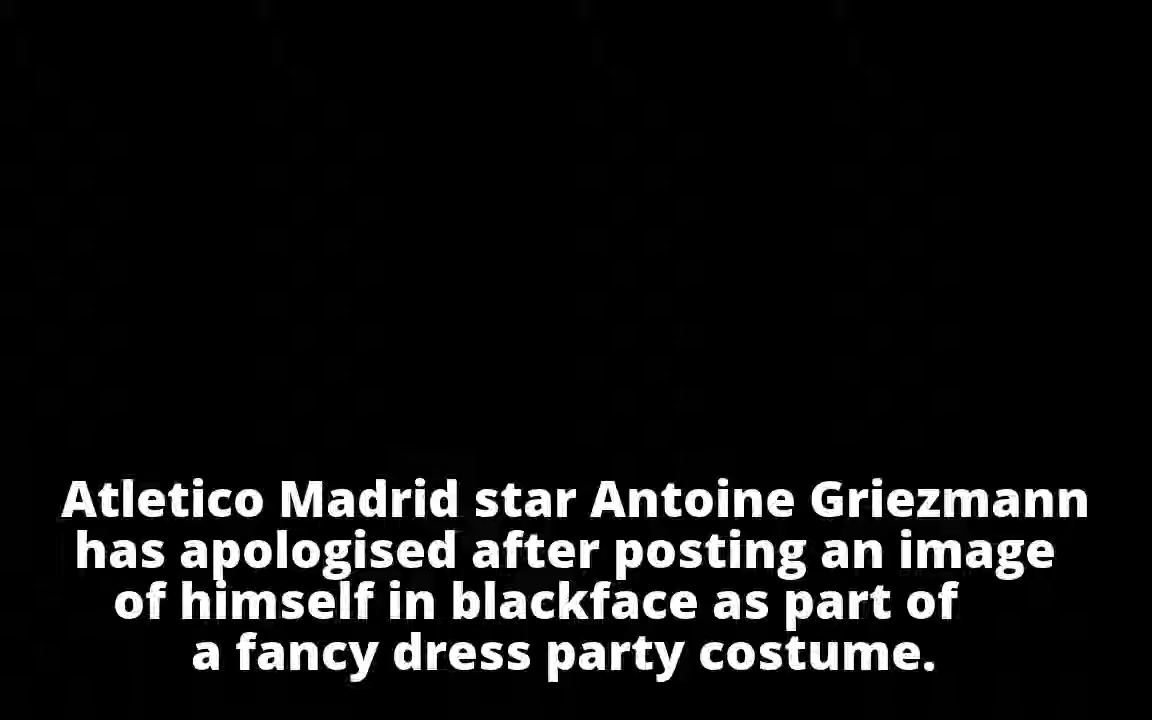 Atletico Madrid star Antoine Griezmann
has apologised after posting an image
of himself in blackface as part of
a fancy dress party costume.